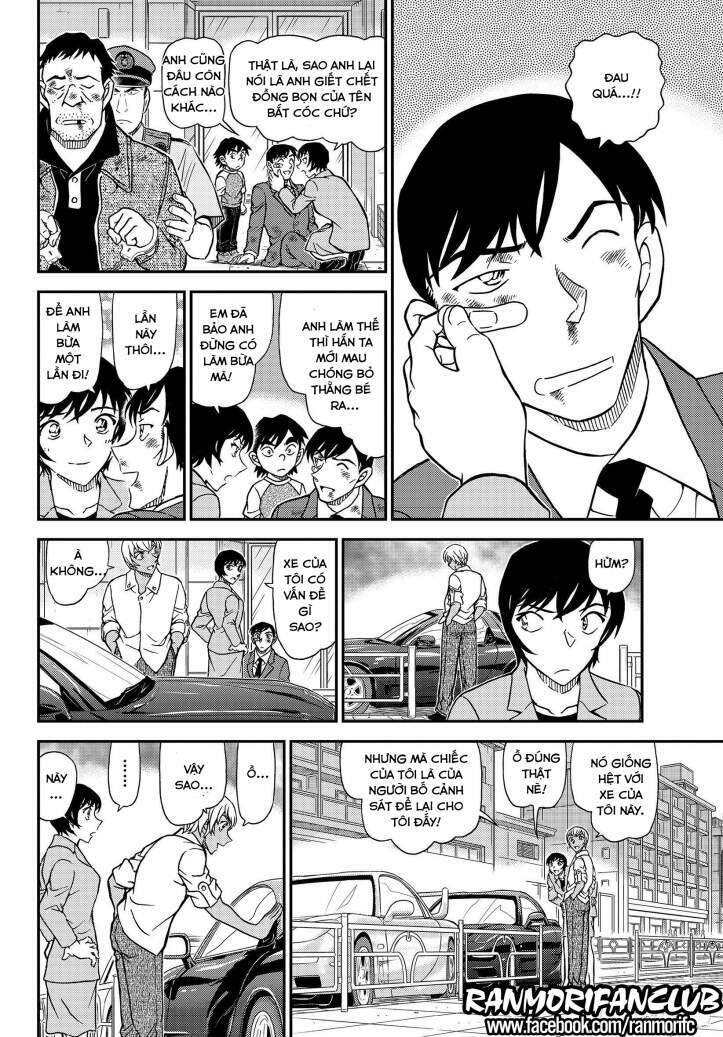 ĐAU
QUÁ...!!
THẬT LÀ, SAO ANH LẠI
NÓI LÀ ANH GIẾT CHẾT
ĐỒNG BỌN CỦA TÊN
BẮT CÓC CHỨ?
ANH CŨNG
ĐÂU CÒN
CÁCH NÀO
KHÁC...
ANH LÀM THẾ
THÌ HẮN TA
MỚI MAU
CHÓNG BỎ
THẰNG BÉ
RA...
EM ĐÃ
BẢO ANH
ĐỪNG CÓ
LÀM BỪA
MÀ!
LẦN
NÀY
THÔI...
ĐỂ ANH
LÀM BỪA
MỘT
LẦN ĐI!
HỬM?
XE CỦA
TÔI CÓ
VẤN ĐỀ
GÌ
SAO?
À
KHÔNG...
NÓ GIỐNG
HỆT VỚI
XE CỦA
TÔI NÀY.
Ồ ĐÚNG
THẬT
NÈ!
NHƯNG MÀ CHIẾC
CỦA TÔI LÀ CỦA
NGƯỜI BỐ CẢNH
SÁT ĐỂ LẠI CHO
TÔI ĐẤY!
Ồ...
VẬY
SAO...
......
NÀY...
RANMORIFANCLUB
www.facebook.com/ranmorifc